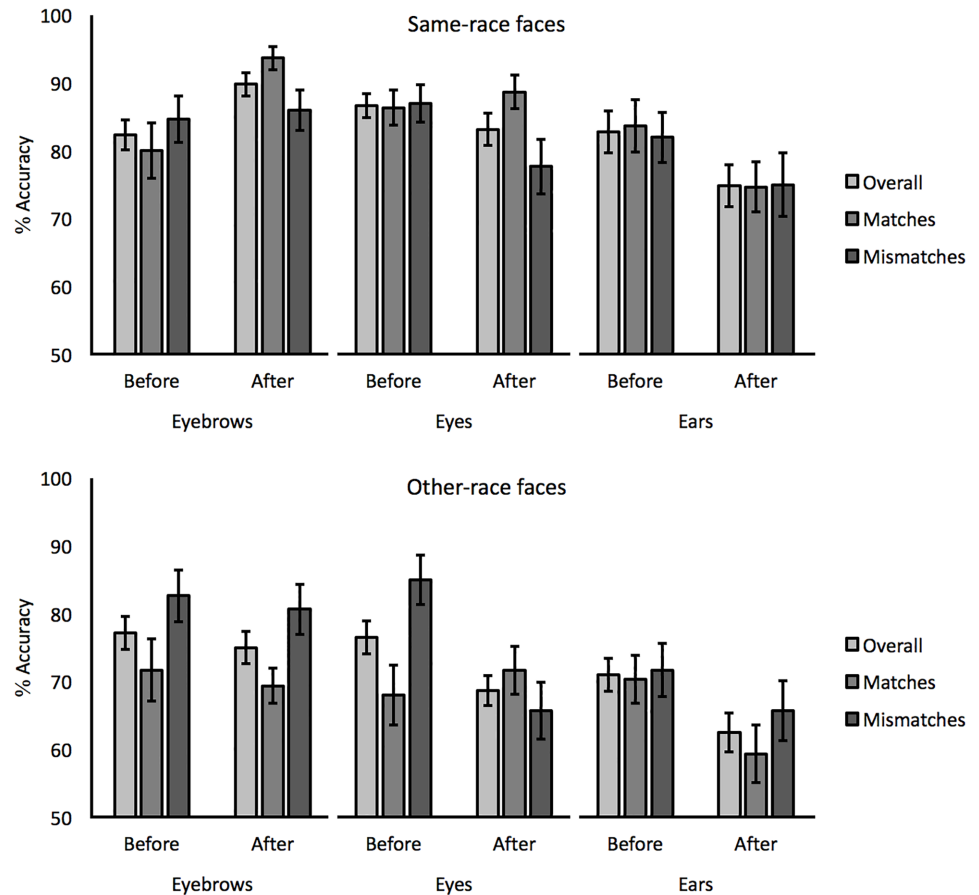 Same-race faces
% Accuracy
100
90
80
70
60
50
Before After Before After Before After
Eyebrows Eyes Ears
Overall
Matches
Mismatches
Other-race faces
% Accuracy
100
90
80
70
60
50
Before After Before After Before After
Eyebrows Eyes Ears
Overall
Matches
Mismatches